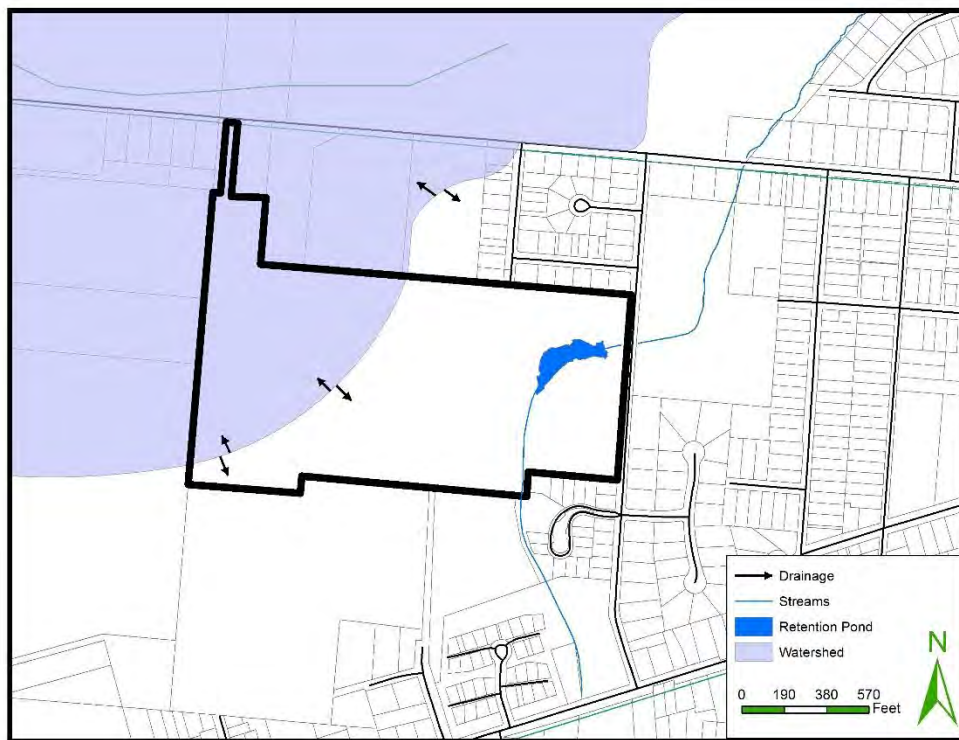 Drainage
Streams
Retention Pond
Watershed
N
0 190 380 570
Feet